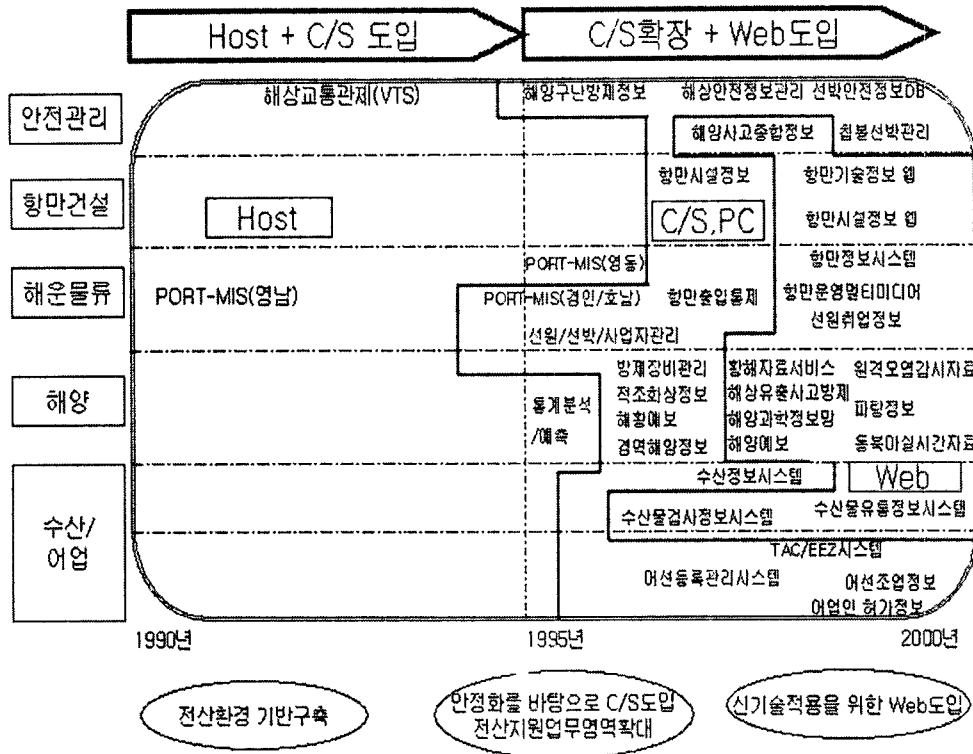 Host + C/S 도입
C/S확장 + Web도입
안전관리
해상교통관제(VTS)
해양구난방제정보
해상안전정보관리 선박안전정보DB
해양사고종합정보
침몰선박관리
항만건설
항만시설정보
항만기술정보 웹
Host
C/S,PC
항만시설정보 웹
해운물류
PORT-MIS(영동)
항만정보시스템
PORT-MIS(영남)
PORT-MIS(경인/호남)
항만출입통제
항만운영멀티미디어
선원/선박/사업자관리
선원취업정보
해양
통계분석
/예측
방제장비관리
적조화상정보
해황예보
광역해양정보
황해자료서비스
해상유출사고방제
해양과학정보망
해양예보
원격오염감시자료
파랑정보
동북아실시간자료
수산/
어업
수산정보시스템
Web
수산물검사정보시스템
수산물유통정보시스템
TAC/EEZ시스템
어선등록관리시스템
어선조업정보
어업인 허가정보
1990년
1995년
2000년
전산환경 기반구축
안정화를 바탕으로 C/S도입
전산지원업무영역확대
신기술적용을 위한 Web도입